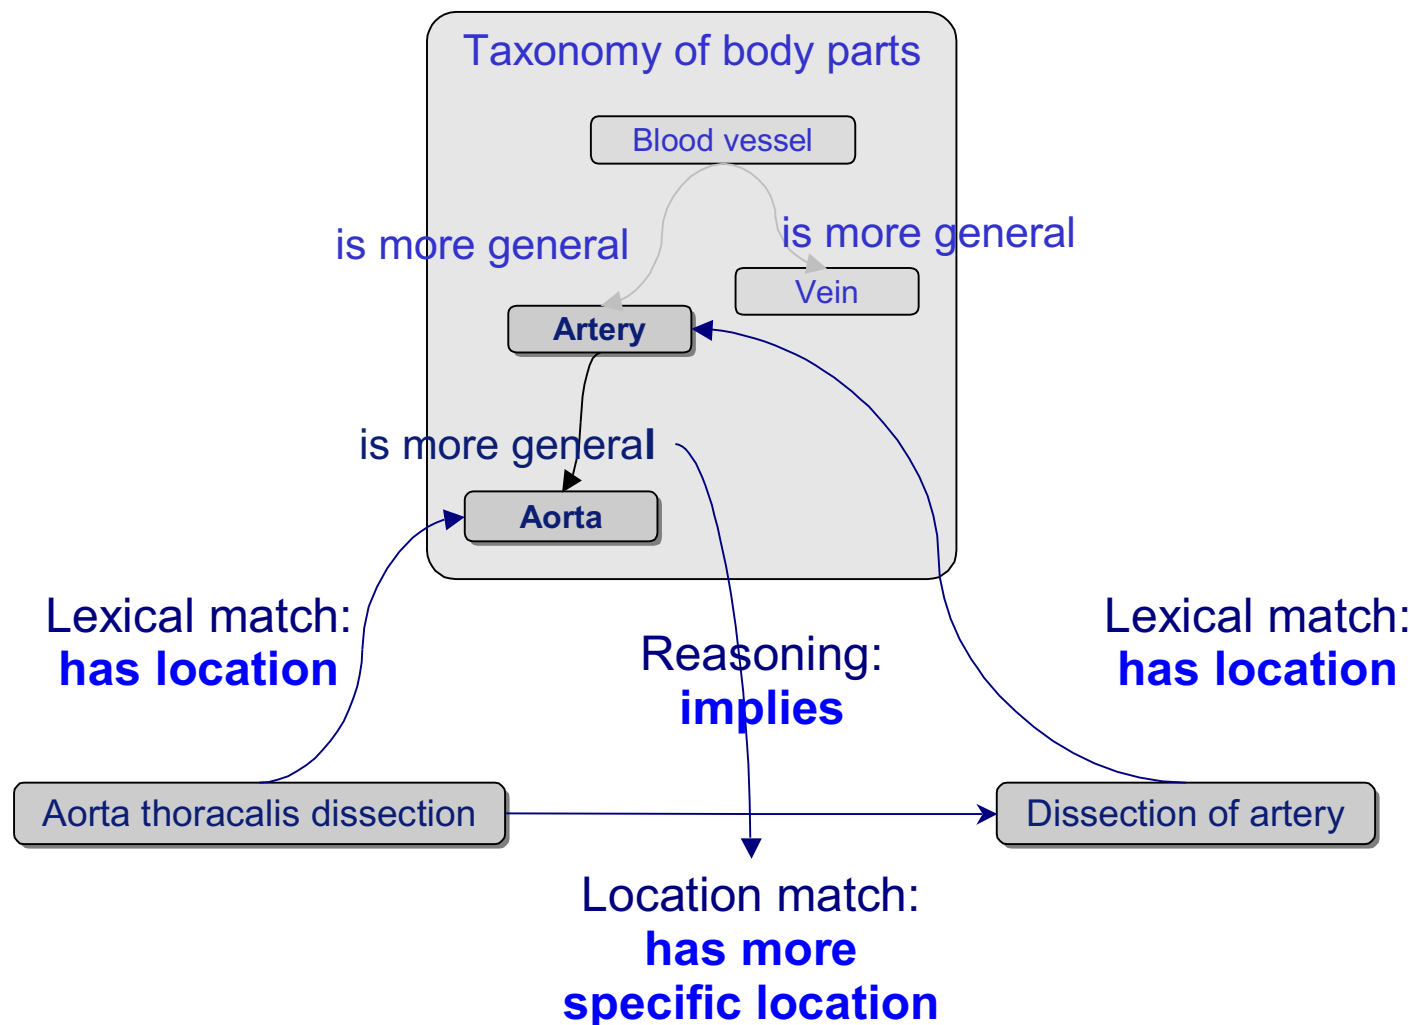 Taxonomy of body parts
Blood vessel
is more general
is more general
Vein
Artery
is more general
Aorta
Lexical match:
has location
Reasoning:
implies
Lexical match:
has location
Aorta thoracalis dissection
Dissection of artery
Location match:
has more
specific location